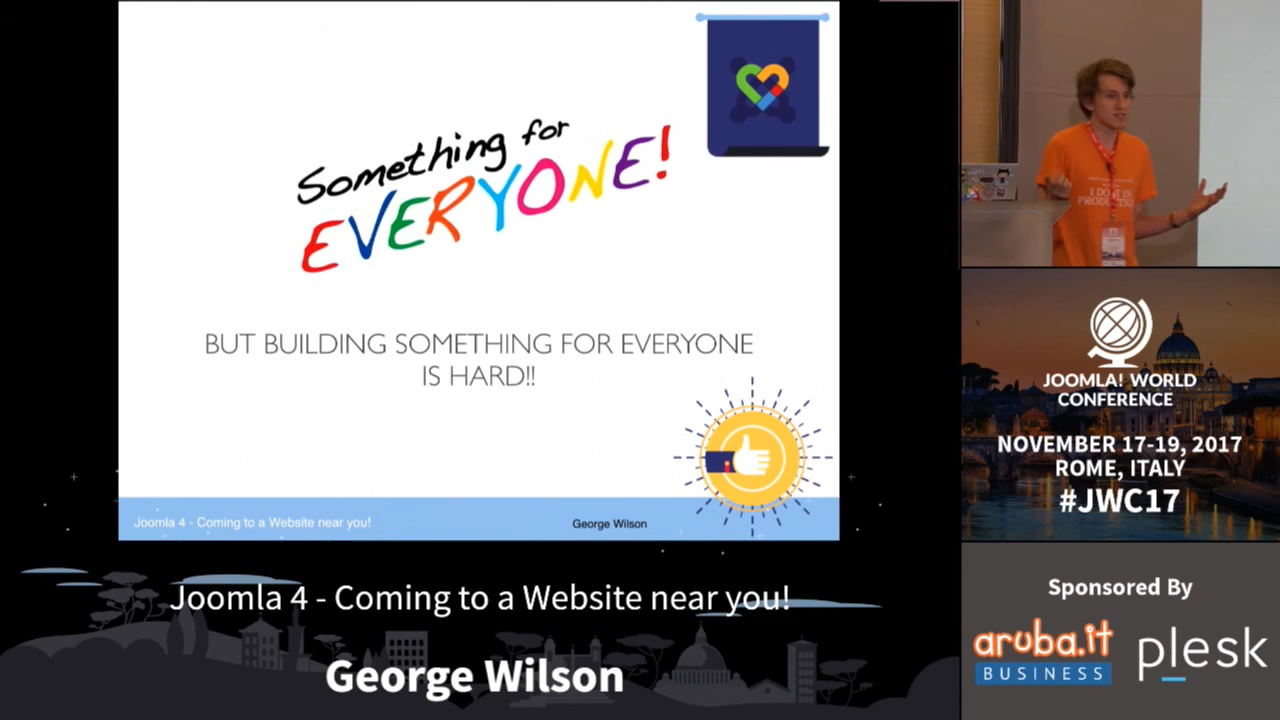 Something for
EVERYONE!
BUT BUILDING SOMETHING FOR EVERYONE
IS HARD!!
Joomla 4 - Coming to a Website near you!
George Wilson
Joomla 4 - Coming to a Website near you!
George Wilson
I DO
IN
JOOMLA! WORLD
CONFERENCE
NOVEMBER 17-19, 2017
ROME, ITALY
#JWC17
Sponsored By
aruba.it
BUSINESS
plesk